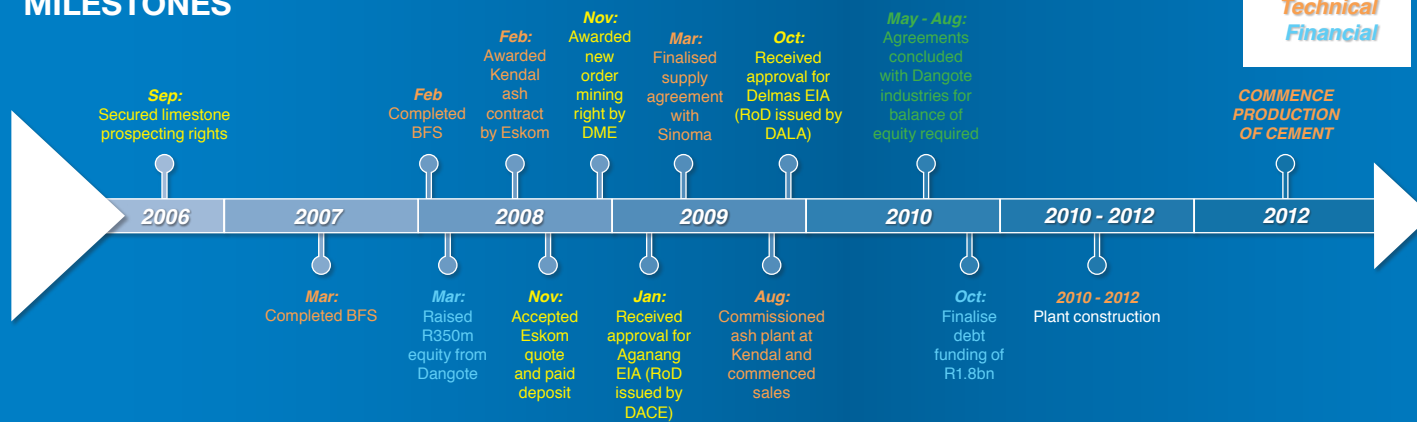 MILESTONES
Technical
Financial
Sep:
Secured limestone
prospecting rights
Feb
Completed
BFS
Feb:
Awarded
Kendal
ash
contract
by Eskom
Nov:
Awarded
new
order
mining
right by
DME
Mar:
Finalised
supply
agreement
with
Sinoma
Oct:
Received
approval for
Delmas EIA
(RoD issued by
DALA)
May - Aug:
Agreements
concluded
with Dangote
industries for
balance of
equity required
COMMENCE
PRODUCTION
OF CEMENT
2006
2007
2008
2009
2010
2010 - 2012
2012
Mar:
Completed BFS
Mar:
Raised
R350m
equity from
Dangote
Nov:
Accepted
Eskom
quote
and paid
deposit
Jan:
Received
approval for
Aganang
EIA (RoD
issued by
DACE)
Aug:
Commissioned
ash plant at
Kendal and
commenced
sales
Oct:
Finalise
debt
funding of
R1.8bn
2010 - 2012
Plant construction